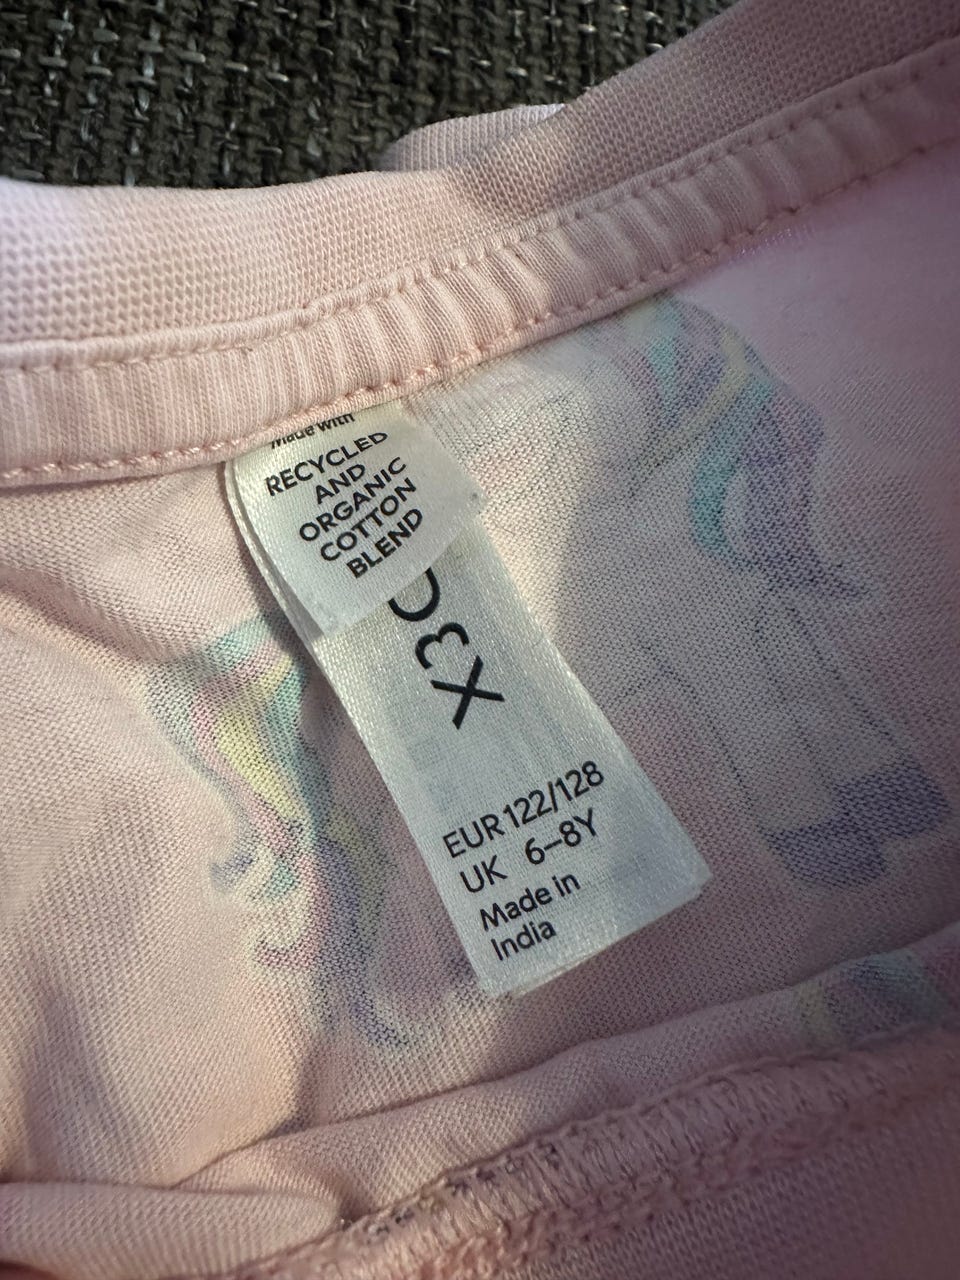 Made with
RECYCLED
AND
ORGANIC
COTTON
BLEND
EUR 122/128
UK 6–8Y
Made in
India